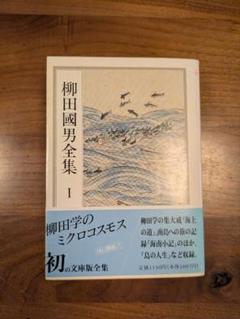 柳田國男全集
1
柳田学の
ミクロコスモス
初の文庫版全集
柳田学の集大成「海上
の道」、南島への旅の記
録「海南小記」のほか、
「島の人生」など収録。